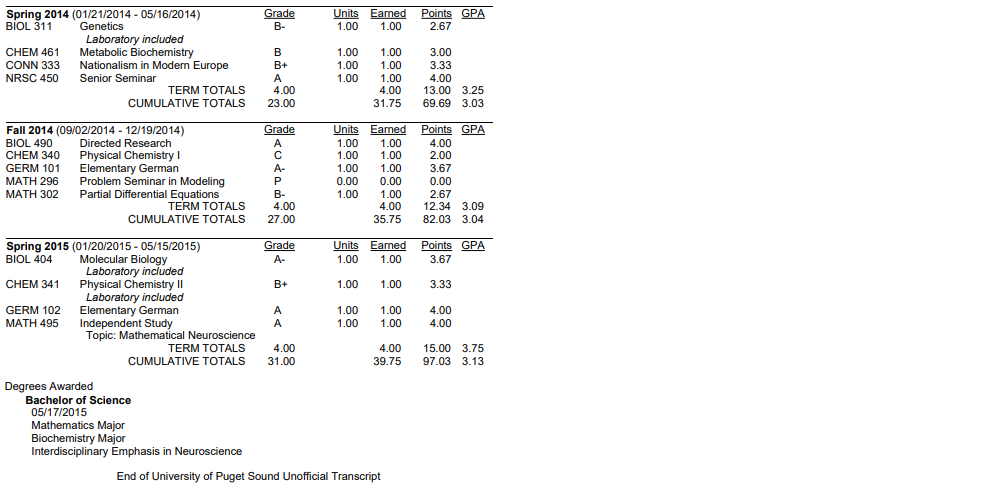 Spring 2014 (01/21/2014 - 05/16/2014) Grade Units Earned Points GPA
BIOL 311 Genetics B- 1.00 1.00 2.67
Laboratory included
CHEM 461 Metabolic Biochemistry B 1.00 1.00 3.00
CONN 333 Nationalism in Modern Europe B+ 1.00 1.00 3.33
NRSC 450 Senior Seminar A 1.00 1.00 4.00
TERM TOTALS 4.00 4.00 13.00 3.25
CUMULATIVE TOTALS 23.00 31.75 69.69 3.03
Fall 2014 (09/02/2014 - 12/19/2014) Grade Units Earned Points GPA
BIOL 490 Directed Research A 1.00 1.00 4.00
CHEM 340 Physical Chemistry I C 1.00 1.00 2.00
GERM 101 Elementary German A- 1.00 1.00 3.67
MATH 296 Problem Seminar in Modeling P 0.00 0.00 0.00
MATH 302 Partial Differential Equations B- 1.00 1.00 2.67
TERM TOTALS 4.00 4.00 12.34 3.09
CUMULATIVE TOTALS 27.00 35.75 82.03 3.04
Spring 2015 (01/20/2015 - 05/15/2015) Grade Units Earned Points GPA
BIOL 404 Molecular Biology A- 1.00 1.00 3.67
Laboratory included
CHEM 341 Physical Chemistry II B+ 1.00 1.00 3.33
Laboratory included
GERM 102 Elementary German A 1.00 1.00 4.00
MATH 495 Independent Study A 1.00 1.00 4.00
Topic: Mathematical Neuroscience
TERM TOTALS 4.00 4.00 15.00 3.75
CUMULATIVE TOTALS 31.00 39.75 97.03 3.13
Degrees Awarded
Bachelor of Science
05/17/2015
Mathematics Major
Biochemistry Major
Interdisciplinary Emphasis in Neuroscience
End of University of Puget Sound Unofficial Transcript